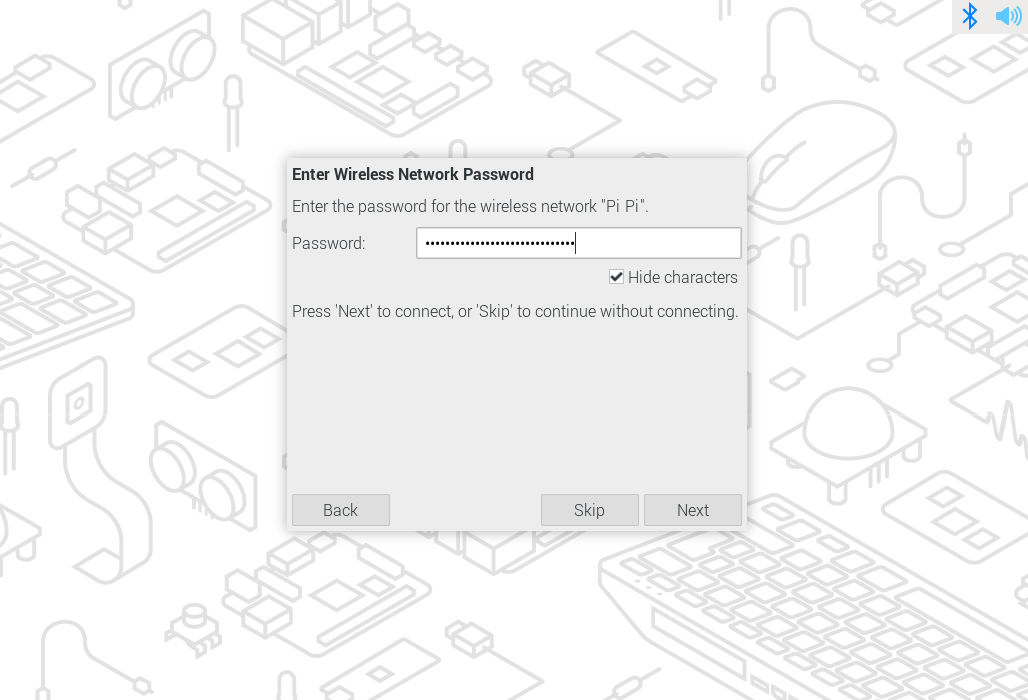 Enter Wireless Network Password
Enter the password for the wireless network "Pi Pi".
Password: ••••••••••••••••••••••••••••••
Hide characters
Press 'Next' to connect, or 'Skip' to continue without connecting.
Back Skip Next